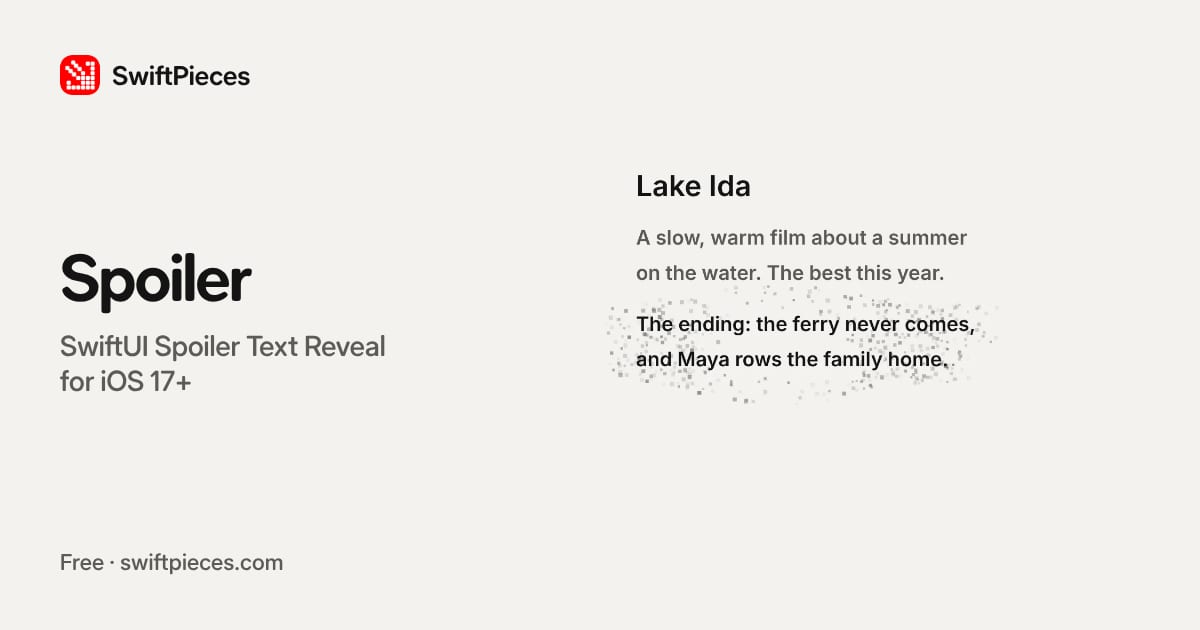 SwiftPieces
Spoiler
SwiftUI Spoiler Text Reveal
for iOS 17+
Free · swiftpieces.com
Lake Ida
A slow, warm film about a summer
on the water. The best this year.
The ending: the ferry never comes,
and Maya rows the family home.